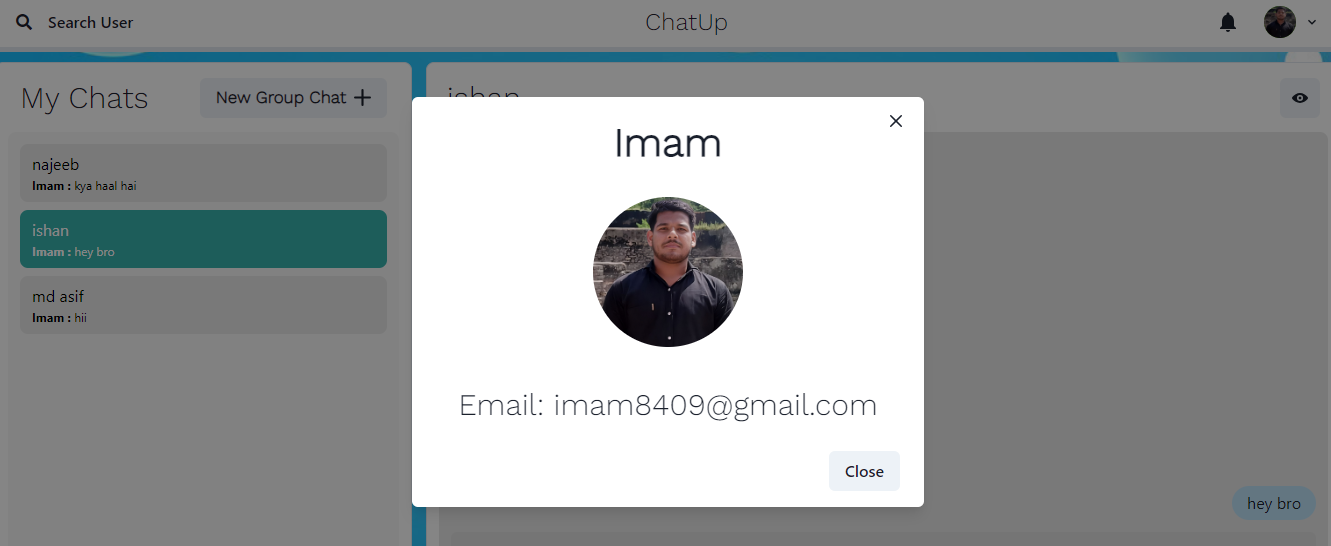 Search User
ChatUp
My Chats
New Group Chat
najeeb
Imam : kya haal hai
ishan
Imam : hey bro
md asif
Imam : hii
ishan
Imam
Email: imam8409@gmail.com
Close
hey bro